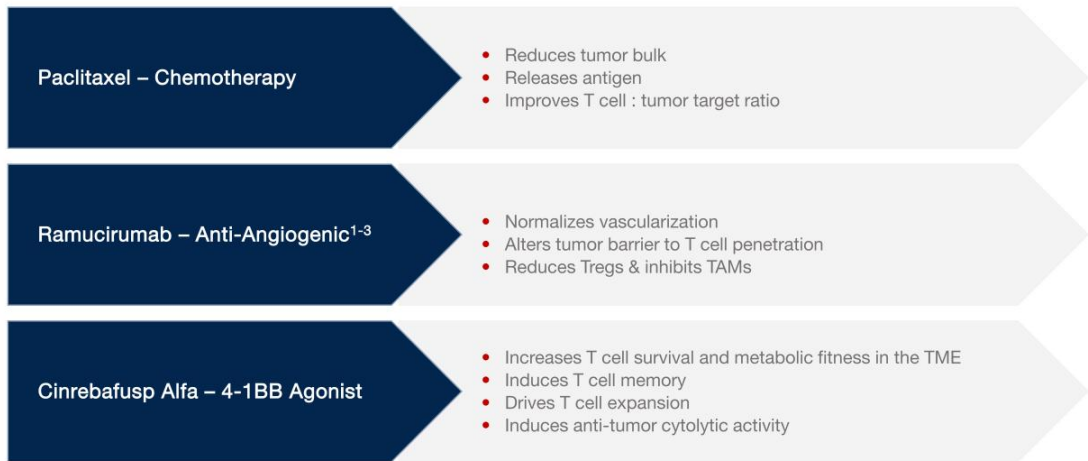 Paclitaxel – Chemotherapy
• Reduces tumor bulk
• Releases antigen
• Improves T cell : tumor target ratio
Ramucirumab – Anti-Angiogenic¹⁻³
• Normalizes vascularization
• Alters tumor barrier to T cell penetration
• Reduces Tregs & inhibits TAMs
Cinrebafusp Alfa – 4-1BB Agonist
• Increases T cell survival and metabolic fitness in the TME
• Induces T cell memory
• Drives T cell expansion
• Induces anti-tumor cytolytic activity